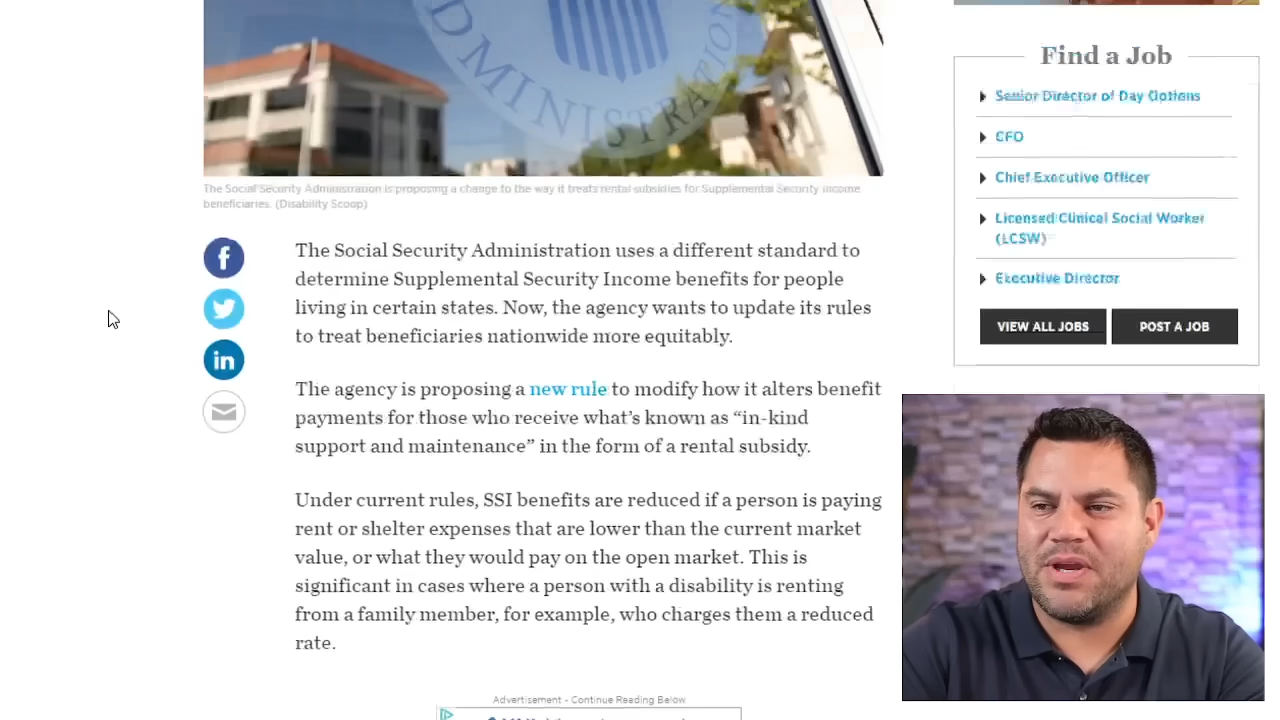 DMINISTRATION
The Social Security Administration is proposing a change to the way it treats rental subsidies for Supplemental Security Income
beneficiaries. (Disability Scoop)
The Social Security Administration uses a different standard to
determine Supplemental Security Income benefits for people
living in certain states. Now, the agency wants to update its rules
to treat beneficiaries nationwide more equitably.
The agency is proposing a new rule to modify how it alters benefit
payments for those who receive what's known as “in-kind
support and maintenance” in the form of a rental subsidy.
Under current rules, SSI benefits are reduced if a person is paying
rent or shelter expenses that are lower than the current market
value, or what they would pay on the open market. This is
significant in cases where a person with a disability is renting
from a family member, for example, who charges them a reduced
rate.
Advertisement - Continue Reading Below
Find a Job
Senior Director of Day Options
CFO
Chief Executive Officer
Licensed Clinical Social Worker
(LCSW)
Executive Director
VIEW ALL JOBS
POST A JOB